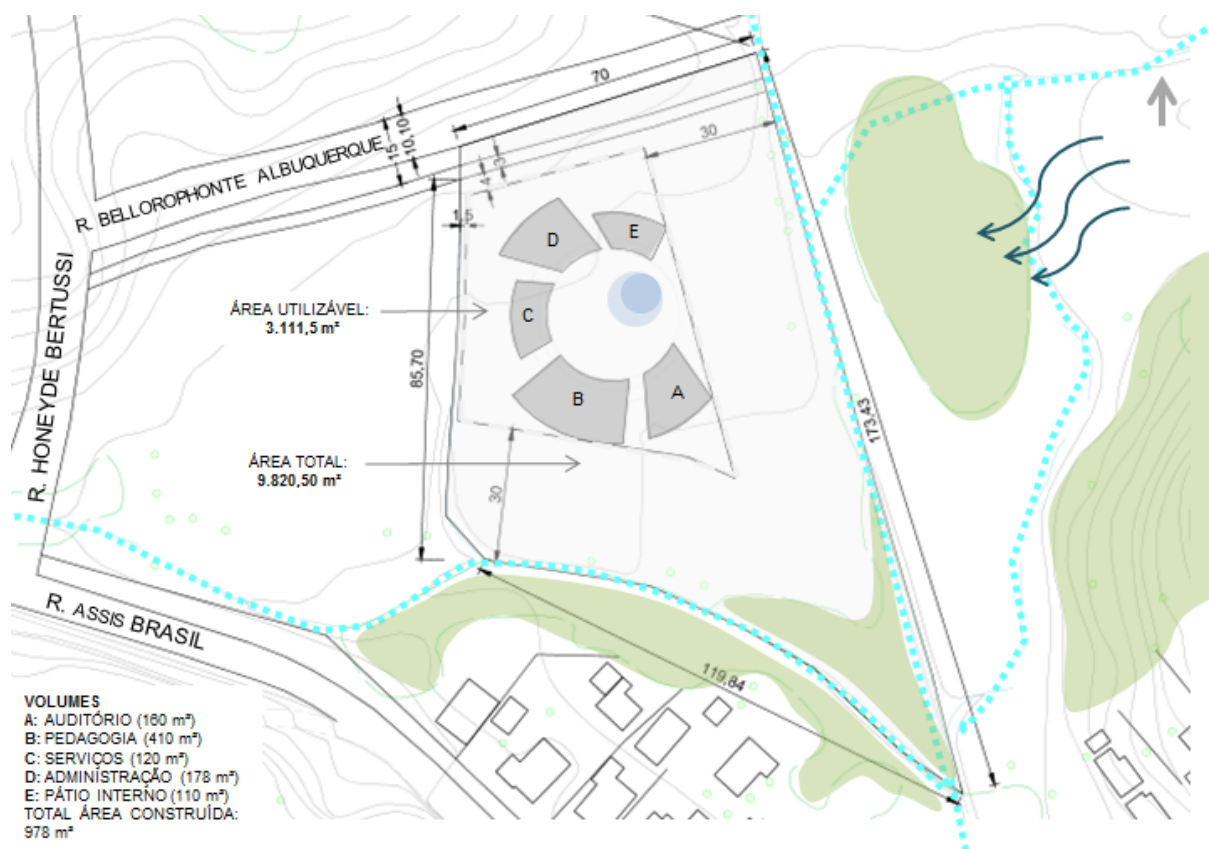 70
30
R. BELLOROPHONTE ALBUQUERQUE
15
10,10
3
4
1,5
D
E
R. HONEYDE BERTUSSI
ÁREA UTILIZÁVEL:
3.111,5 m²
C
85,70
B
A
173,43
ÁREA TOTAL:
9.820,50 m²
30
R. ASSIS BRASIL
119,84
VOLUMES
A: AUDITÓRIO (160 m²)
B: PEDAGOGIA (410 m²)
C: SERVIÇOS (120 m²)
D: ADMINISTRAÇÃO (178 m²)
E: PÁTIO INTERNO (110 m²)
TOTAL ÁREA CONSTRUÍDA:
978 m²